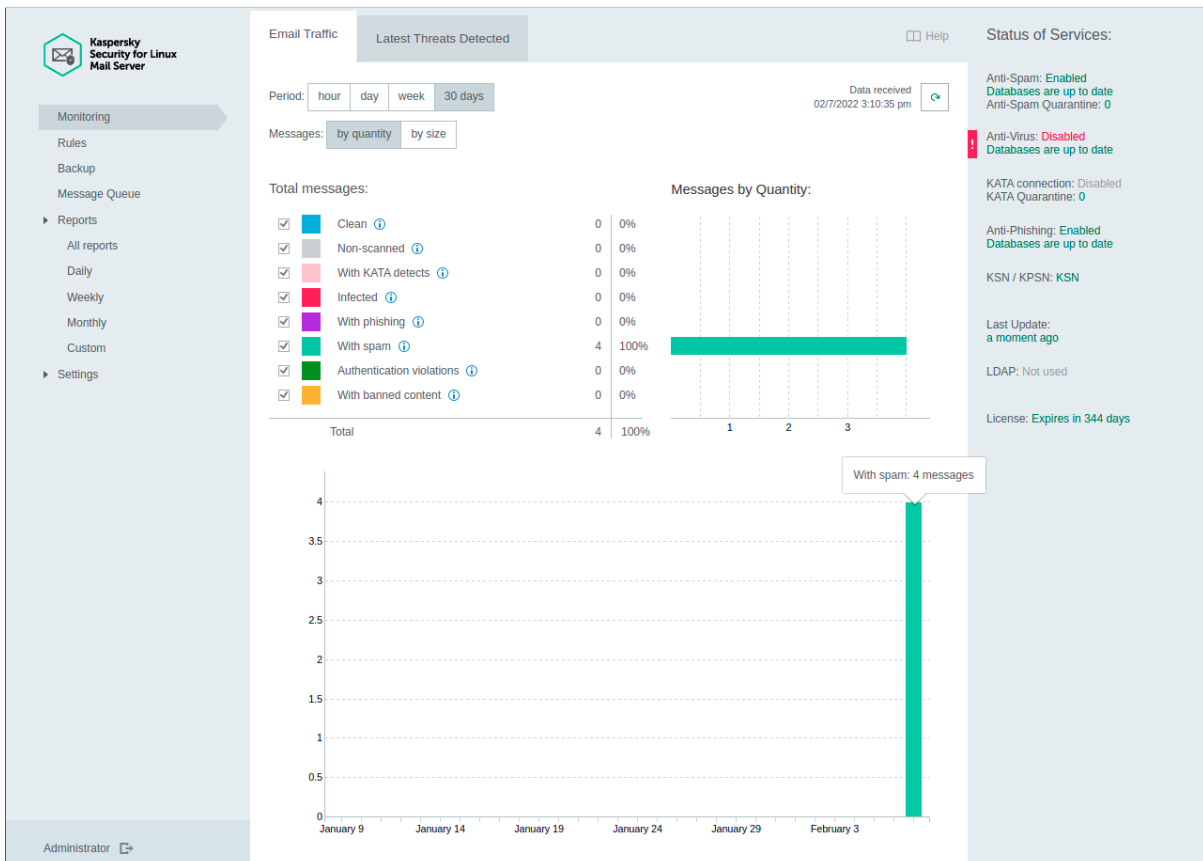 Kaspersky
Security for Linux
Mail Server
Monitoring
Rules
Backup
Message Queue
Reports
All reports
Daily
Weekly
Monthly
Custom
Settings
Administrator
Email Traffic
Latest Threats Detected
Help
Period: hour day week 30 days
Data received
02/7/2022 3:10:35 pm
Messages: by quantity by size
Total messages:
Clean 0 0%
Non-scanned 0 0%
With KATA detects 0 0%
Infected 0 0%
With phishing 0 0%
With spam 4 100%
Authentication violations 0 0%
With banned content 0 0%
Total 4 100%
Messages by Quantity:
1 2 3
With spam: 4 messages
4
3.5
3
2.5
2
1.5
1
0.5
0
January 9 January 14 January 19 January 24 January 29 February 3
Status of Services:
Anti-Spam: Enabled
Databases are up to date
Anti-Spam Quarantine: 0
!
Anti-Virus: Disabled
Databases are up to date
KATA connection: Disabled
KATA Quarantine: 0
Anti-Phishing: Enabled
Databases are up to date
KSN / KPSN: KSN
Last Update:
a moment ago
LDAP: Not used
License: Expires in 344 days